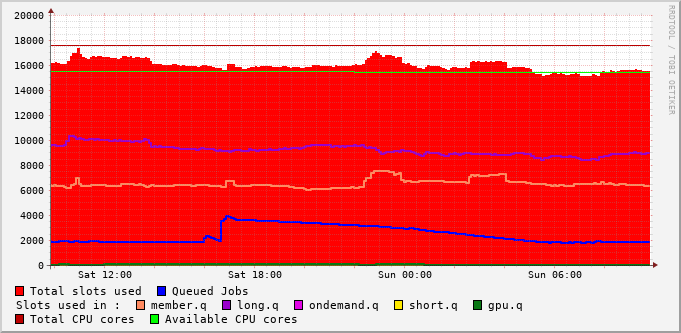 20000
18000
16000
14000
12000
10000
8000
6000
4000
2000
0
Sat 12:00 Sat 18:00 Sun 00:00 Sun 06:00
Total slots used Queued Jobs
Slots used in : member.q long.q ondemand.q short.q gpu.q
Total CPU cores Available CPU cores
RRDTOOL / TOBI OETIKER